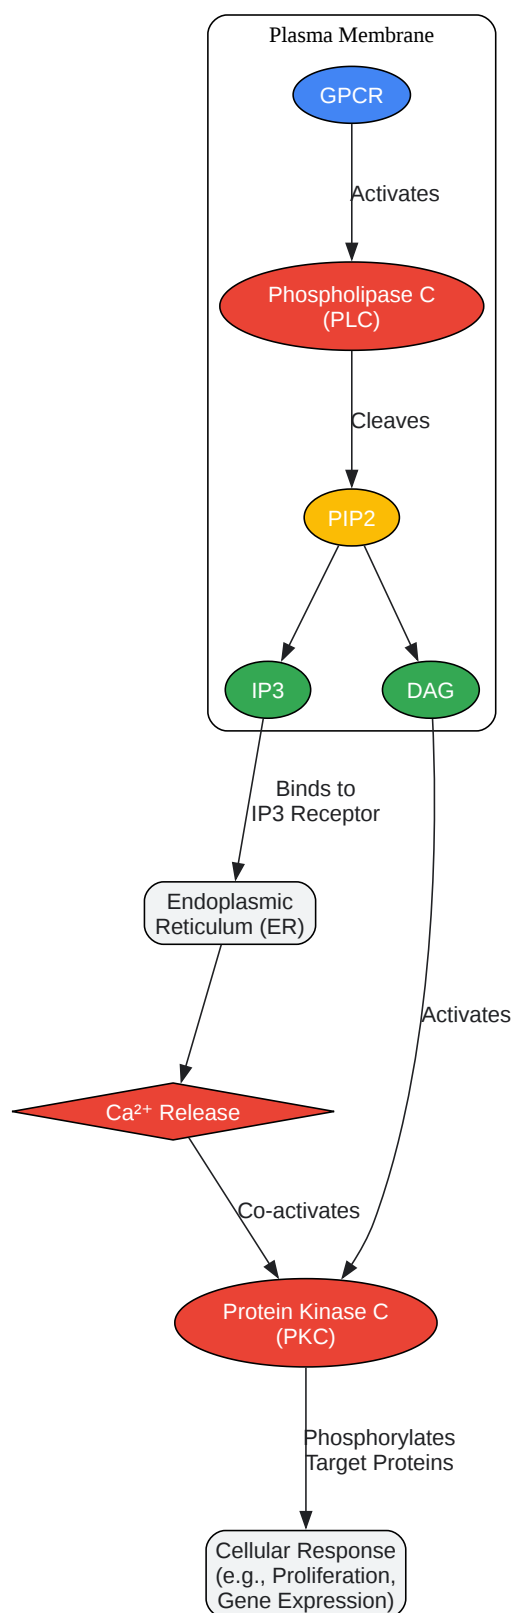 Plasma Membrane
GPCR
Activates
Phospholipase C
(PLC)
Cleaves
PIP2
IP3
DAG
Binds to
IP3 Receptor
Endoplasmic
Reticulum (ER)
Activates
Ca²⁺ Release
Co-activates
Protein Kinase C
(PKC)
Phosphorylates
Target Proteins
Cellular Response
(e.g., Proliferation,
Gene Expression)